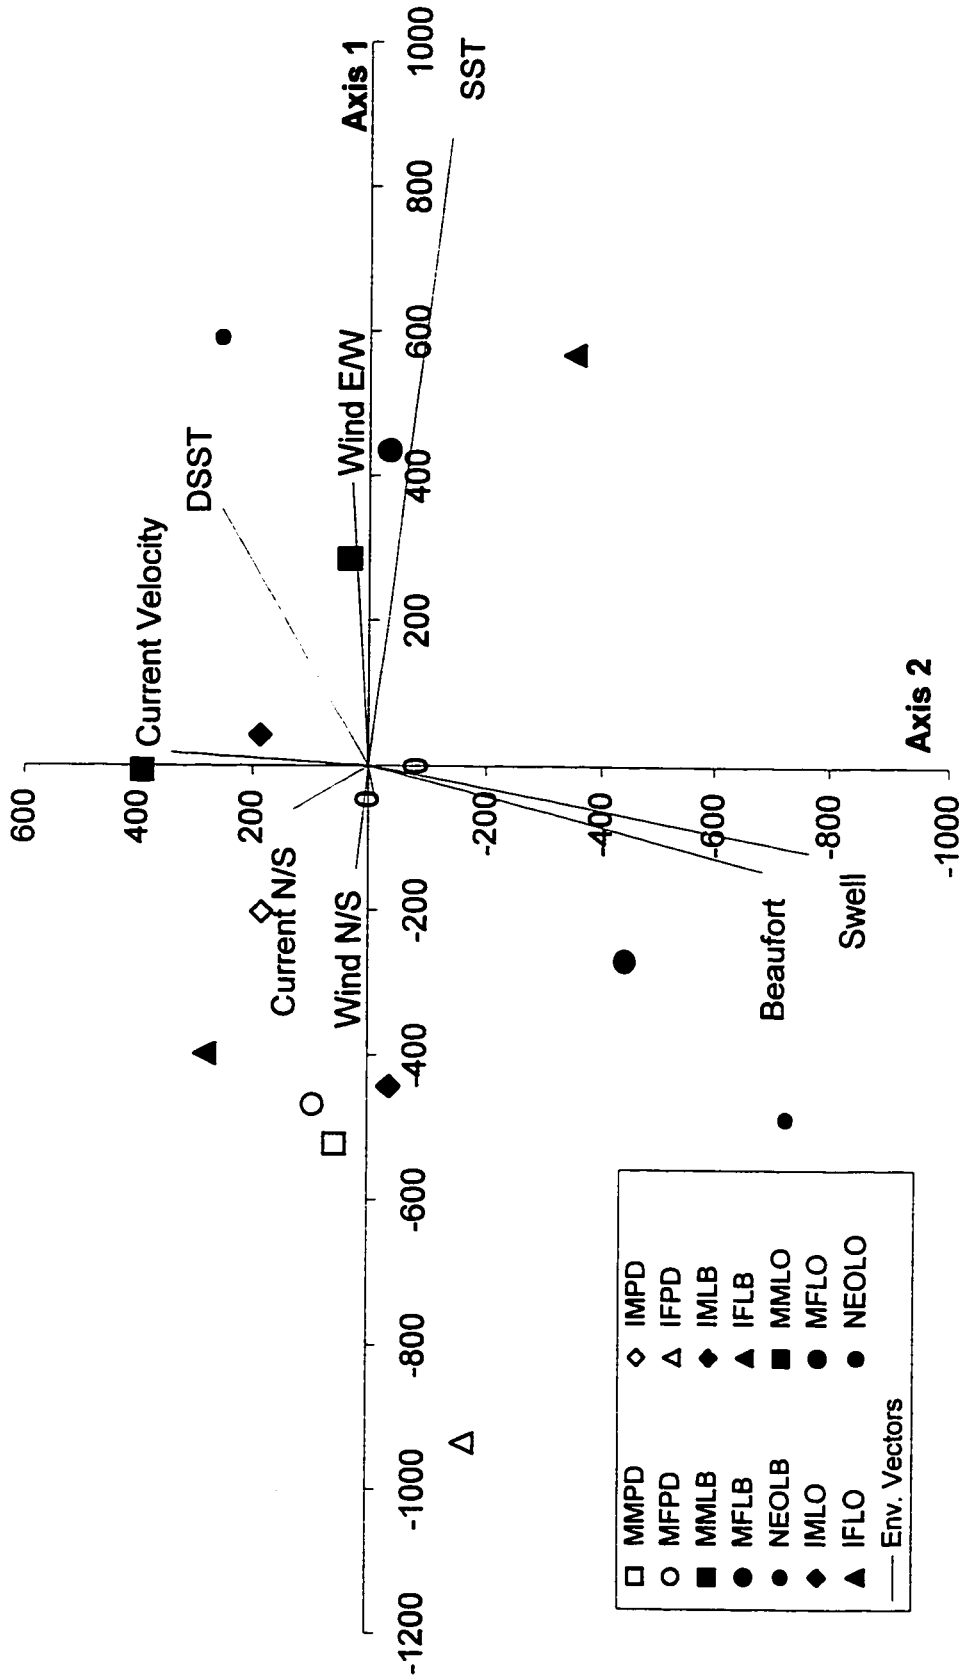 600
400
200
0
-200
-400
-600
-800
-1000
Axis 2
-1200
-1000
-800
-600
-400
-200
0
200
400
600
800
1000
Axis 1
Current Velocity
DSST
Wind E/W
SST
Current N/S
Wind N/S
Beaufort
Swell
MMPD
IMPD
MFPD
IFPD
MMLB
IMLB
MFLB
IFLB
NEOLB
MMLO
IMLO
MFLO
IFLO
NEOLO
Env. Vectors